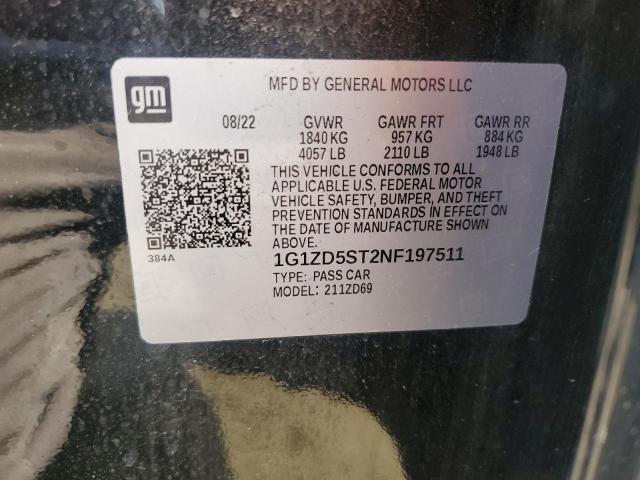 gm
MFD BY GENERAL MOTORS LLC
08/22 GVWR GAWR FRT GAWR RR
1840 KG 957 KG 884 KG
4057 LB 2110 LB 1948 LB
THIS VEHICLE CONFORMS TO ALL
APPLICABLE U.S. FEDERAL MOTOR
VEHICLE SAFETY, BUMPER, AND THEFT
PREVENTION STANDARDS IN EFFECT ON
THE DATE OF MANUFACTURE SHOWN
ABOVE.
384A
1G1ZD5ST2NF197511
TYPE: PASS CAR
MODEL: 211ZD69